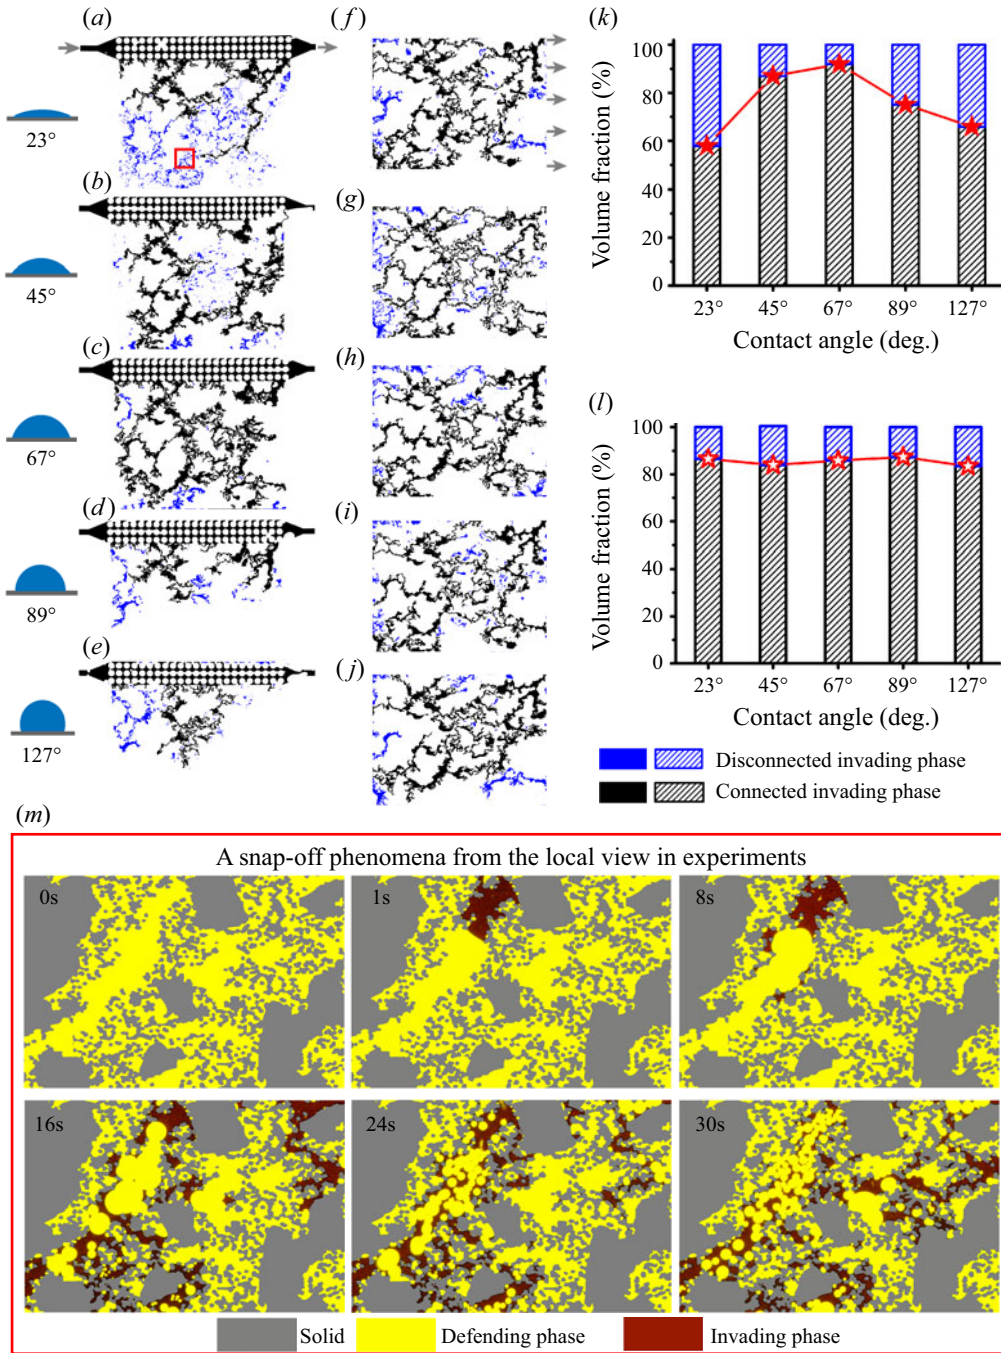 (a)
23°
(b)
45°
(c)
67°
(d)
89°
(e)
127°
(f)
(g)
(h)
(i)
(j)
(k)
Volume fraction (%)
100
80
60
40
20
0
23° 45° 67° 89° 127°
Contact angle (deg.)
(l)
Volume fraction (%)
100
80
60
40
20
0
23° 45° 67° 89° 127°
Contact angle (deg.)
Disconnected invading phase
Connected invading phase
(m)
A snap-off phenomena from the local view in experiments
0s 1s 8s
16s 24s 30s
Solid Defending phase Invading phase